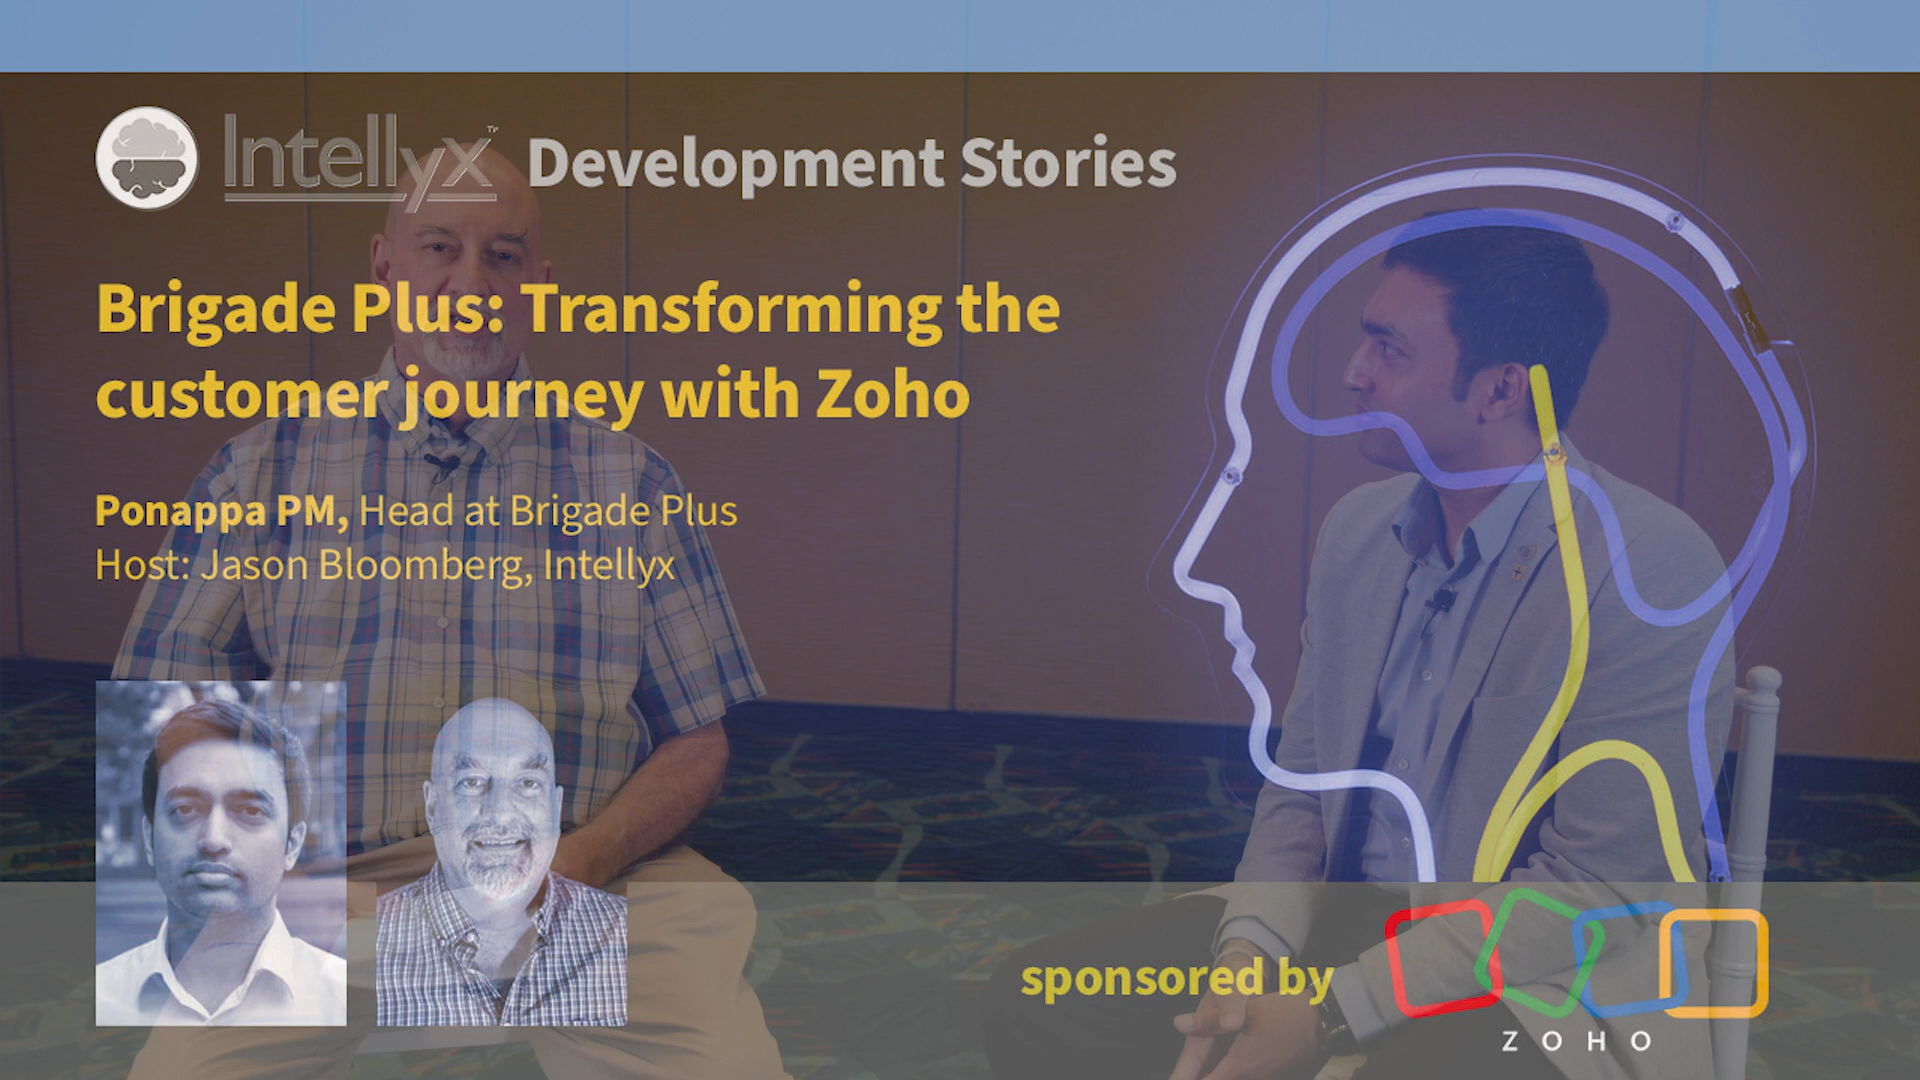 Intellyx™ Development Stories
Brigade Plus: Transforming the
customer journey with Zoho
Ponappa PM, Head at Brigade Plus
Host: Jason Bloomberg, Intellyx
sponsored by
ZOHO